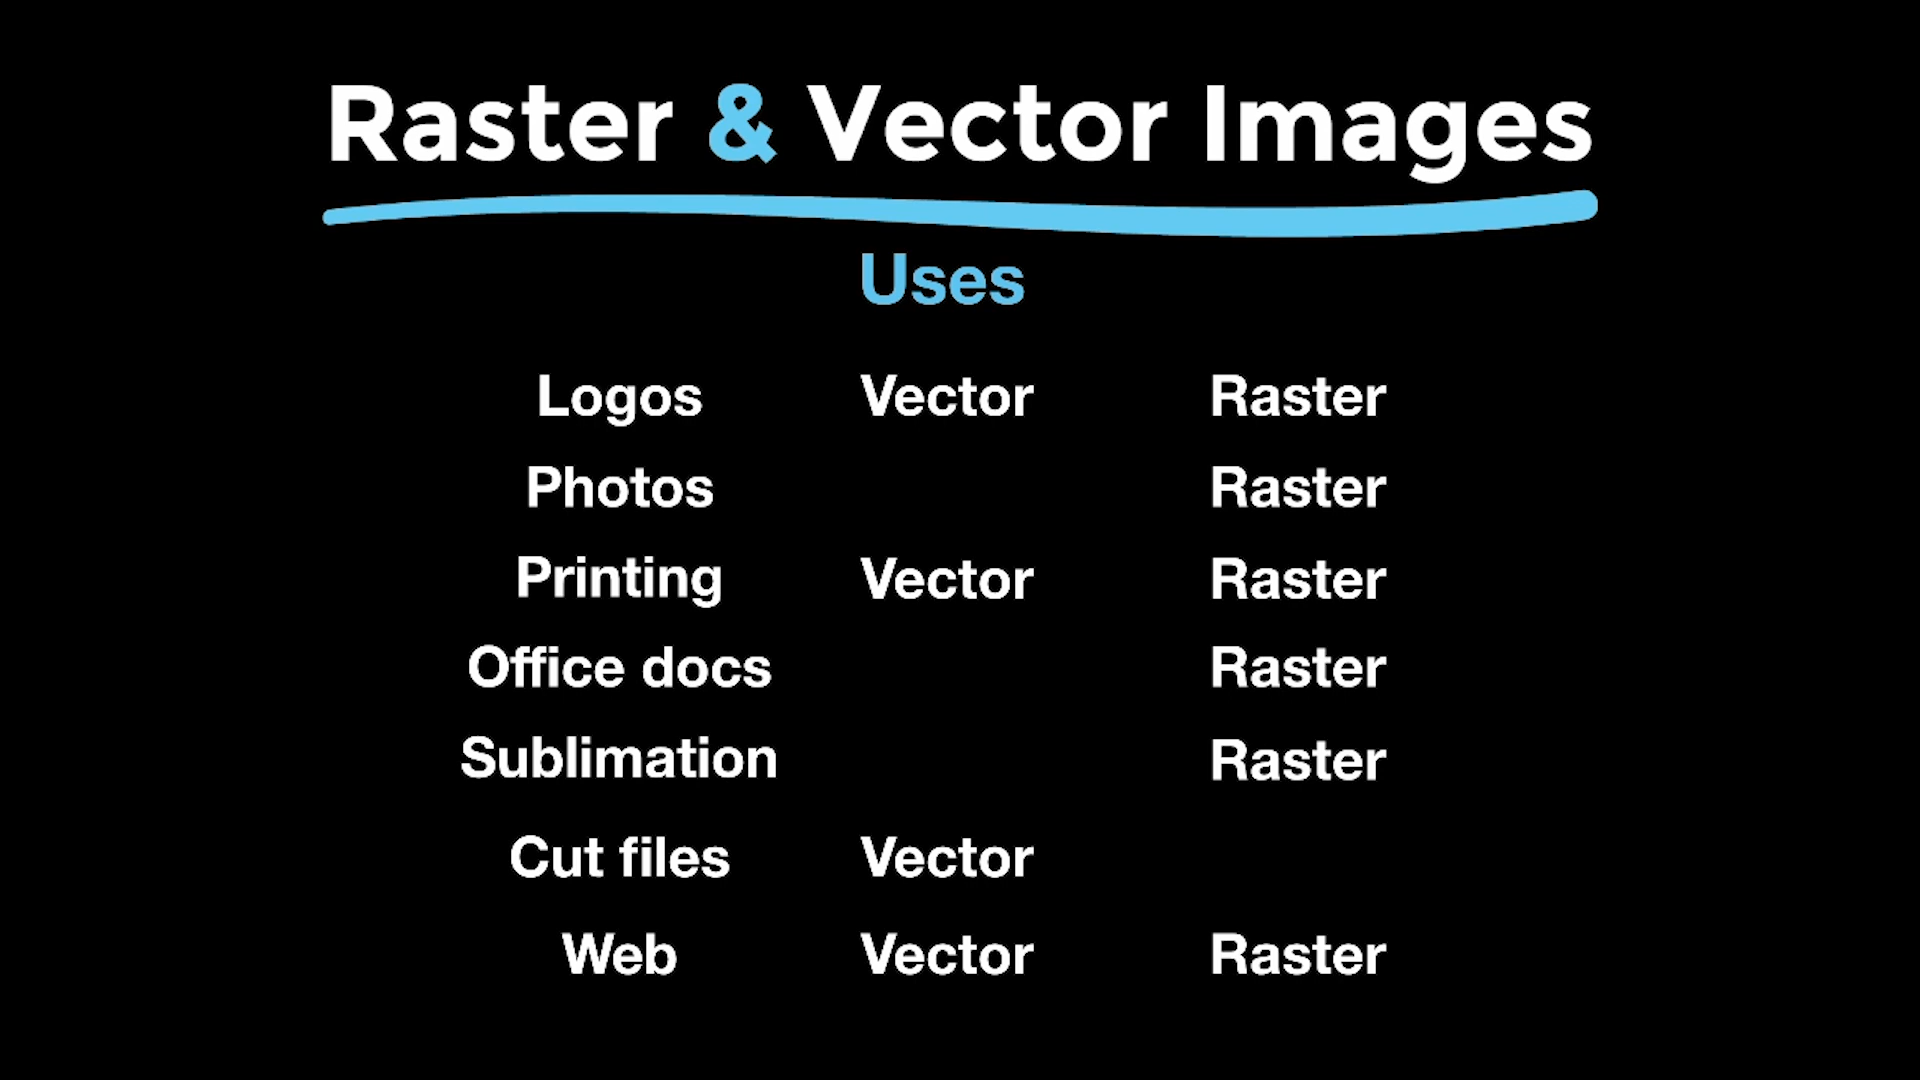 Raster & Vector Images
Uses
Logos Vector Raster
Photos Raster
Printing Vector Raster
Office docs Raster
Sublimation Raster
Cut files Vector
Web Vector Raster